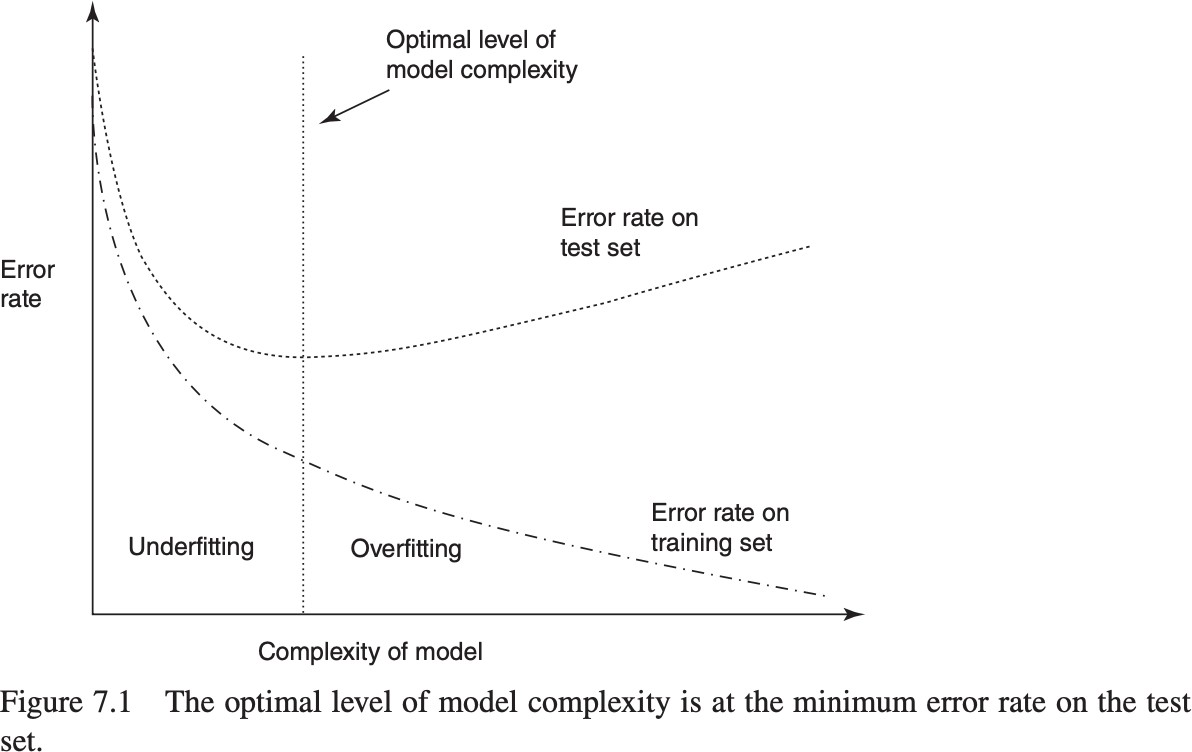 Optimal level of
model complexity
Error rate on
test set
Error
rate
Error rate on
training set
Underfitting
Overfitting
Complexity of model
Figure 7.1 The optimal level of model complexity is at the minimum error rate on the test
set.